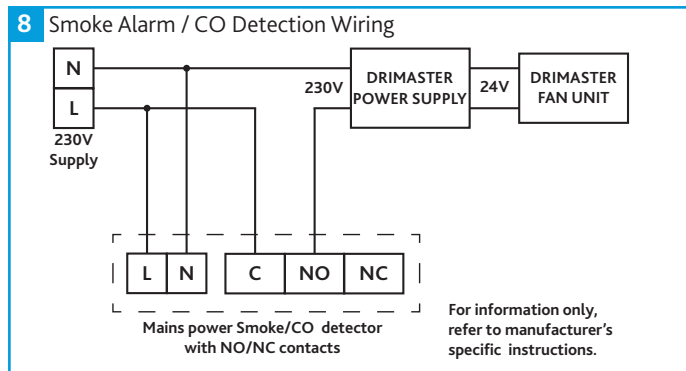 8 Smoke Alarm / CO Detection Wiring
N
L
230V
Supply
230V
DRIMASTER
POWER SUPPLY
24V
DRIMASTER
FAN UNIT
L N C NO NC
Mains power Smoke/CO detector
with NO/NC contacts
For information only,
refer to manufacturer's
specific instructions.